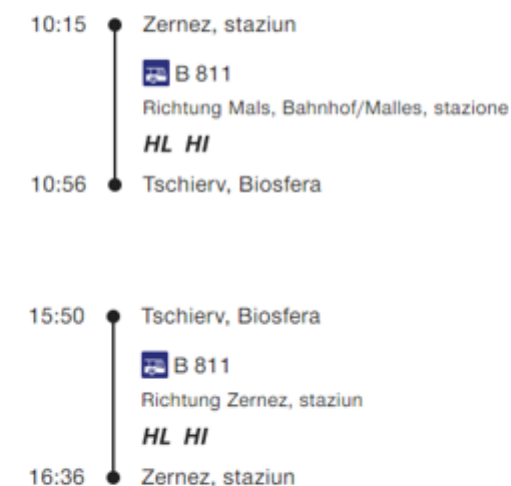 10:15 Zernez, staziun
B 811
Richtung Mals, Bahnhof/Malles, stazione
HL HI
10:56 Tschierv, Biosfera
15:50 Tschierv, Biosfera
B 811
Richtung Zernez, staziun
HL HI
16:36 Zernez, staziun